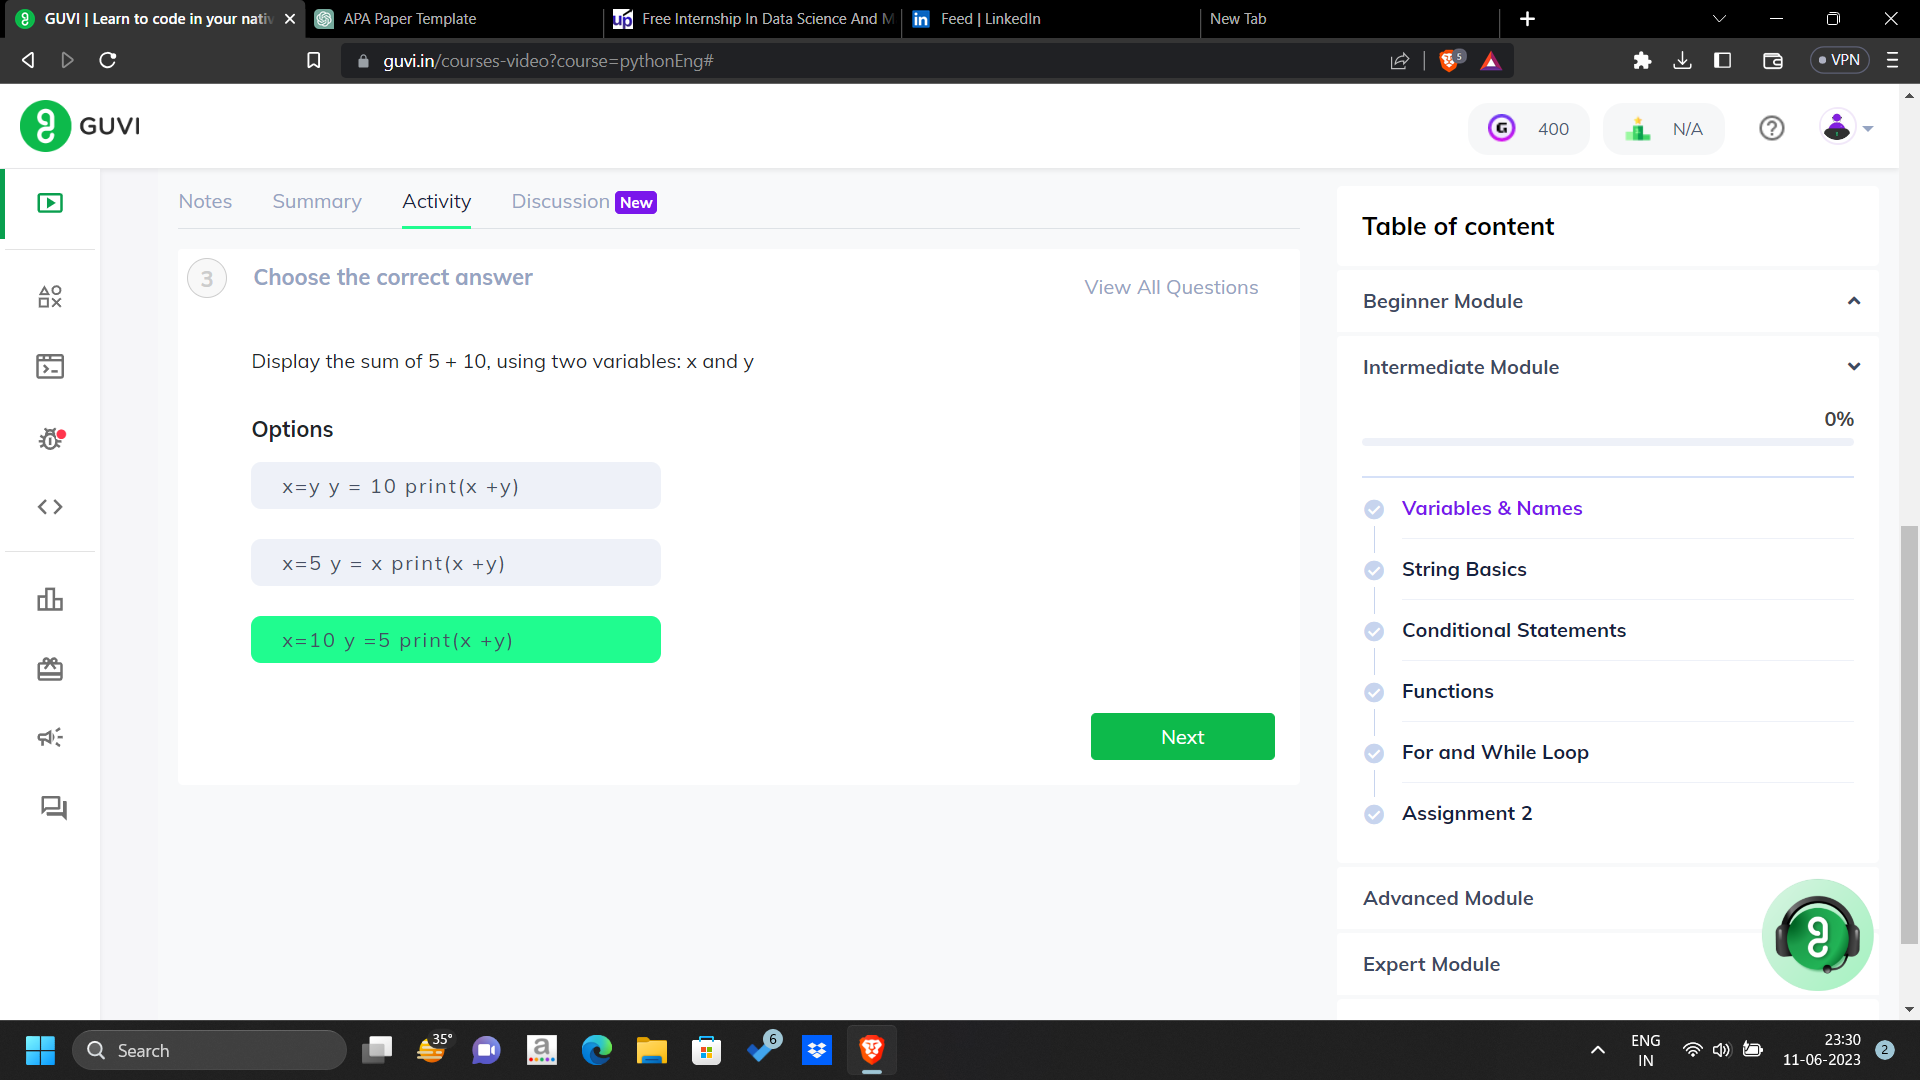 GUVI | Learn to code in your nativ
APA Paper Template
up Free Internship In Data Science And M
in Feed | LinkedIn
New Tab
guvi.in/courses-video?course=pythonEng#
5
VPN
GUVI
G 400
N/A
Notes Summary Activity Discussion New
3 Choose the correct answer
View All Questions
Display the sum of 5 + 10, using two variables: x and y
Options
x=y y = 10 print(x +y)
x=5 y = x print(x +y)
x=10 y =5 print(x +y)
Next
Table of content
Beginner Module
Intermediate Module
0%
Variables & Names
String Basics
Conditional Statements
Functions
For and While Loop
Assignment 2
Advanced Module
Expert Module
Search
35°
a
6
ENG
IN
23:30
11-06-2023
2